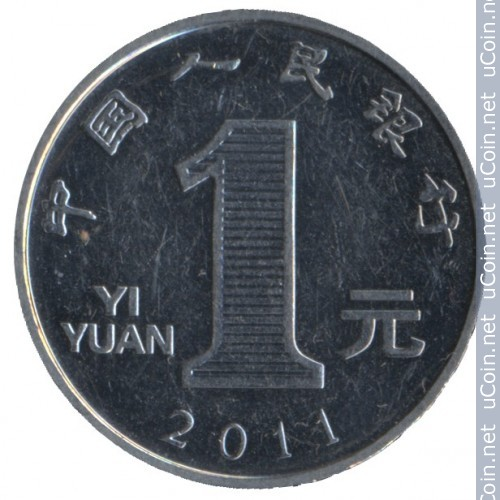 中国人民银行
1 元
YI
YUAN
2011
uCoin.net uCoin.net uCoin.net uCoin.net